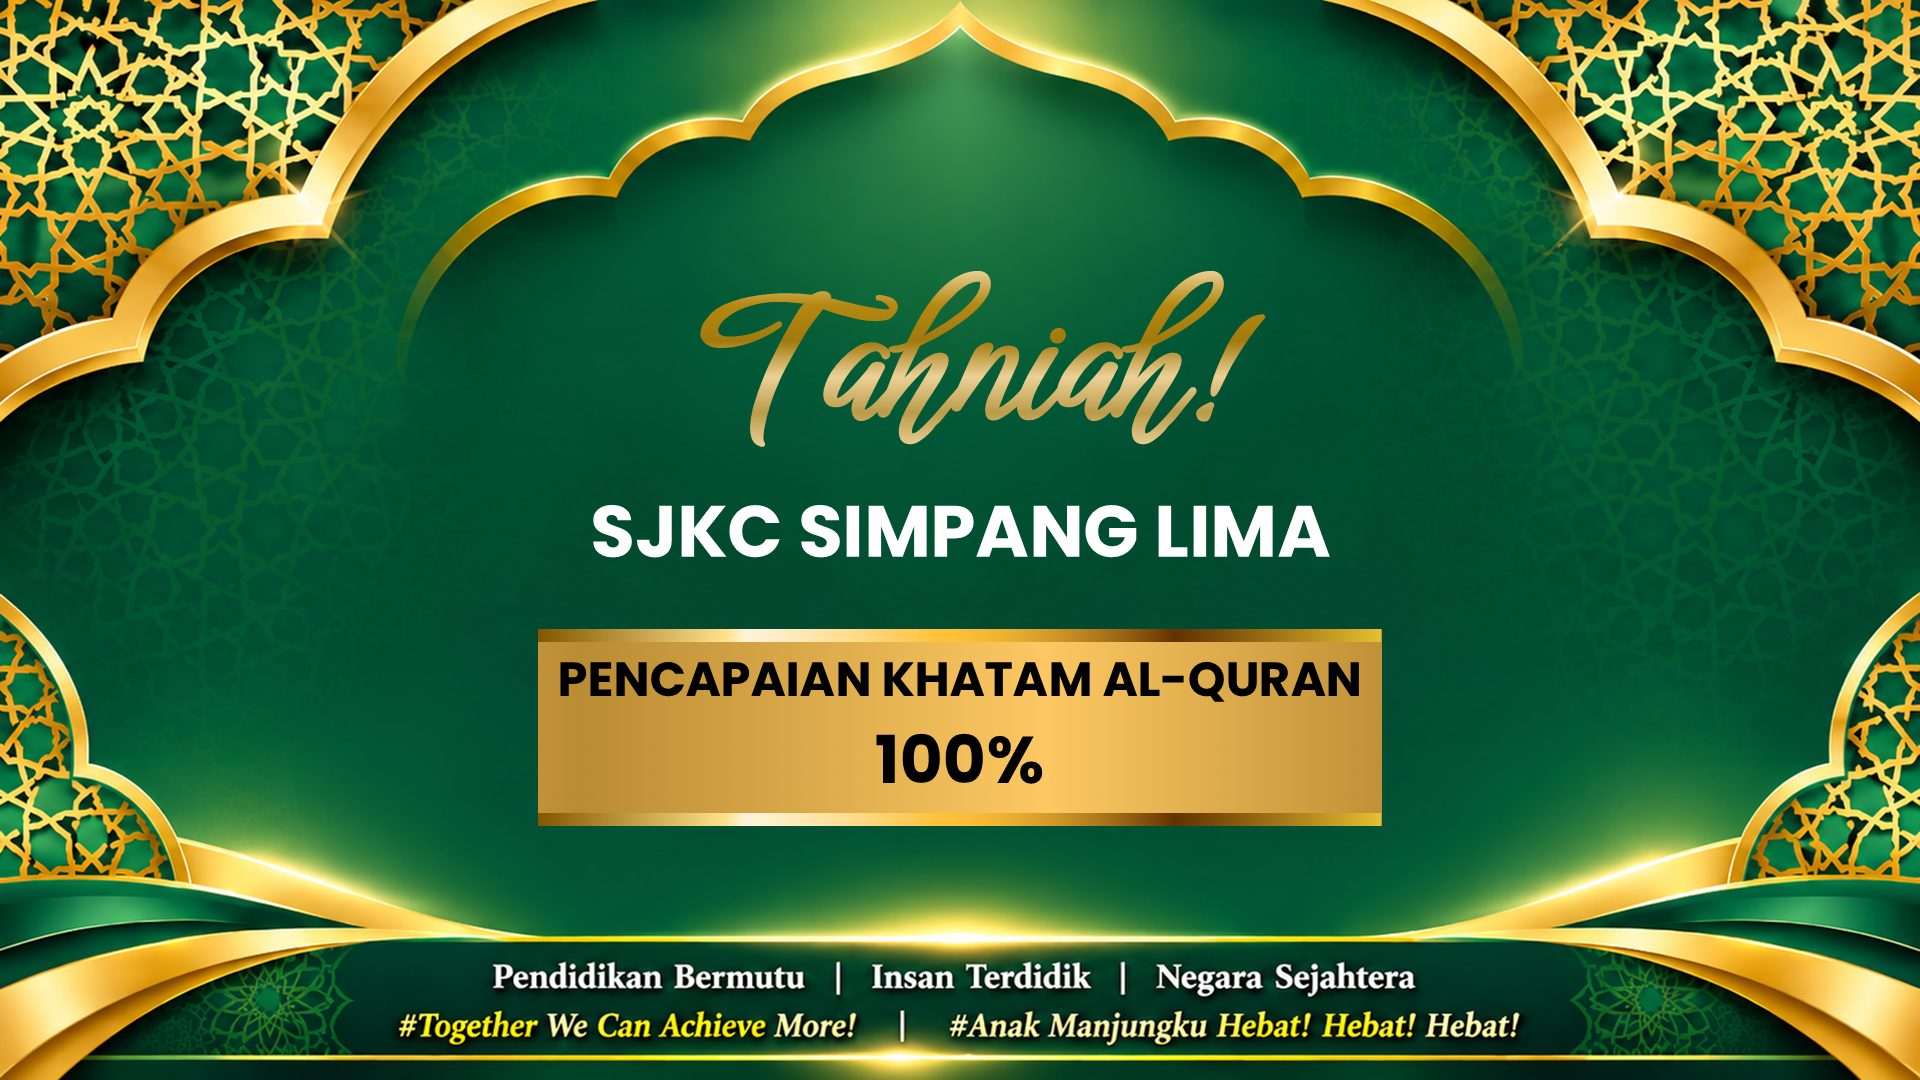 Tahniah!
SJKC SIMPANG LIMA
PENCAPAIAN KHATAM AL-QURAN
100%
Pendidikan Bermutu | Insan Terdidik | Negara Sejahtera
#Together We Can Achieve More! | #Anak Manjungku Hebat! Hebat! Hebat!